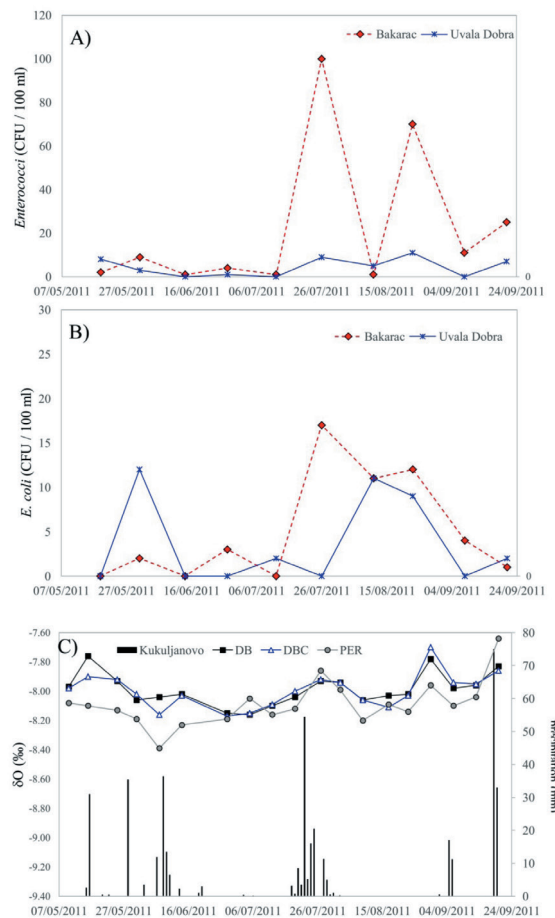 A)
Bakarac Uvala Dobra
Enterococci (CFU / 100 ml)
120
100
80
60
40
20
0
0
07/05/2011 27/05/2011 16/06/2011 06/07/2011 26/07/2011 15/08/2011 04/09/2011 24/09/2011
B)
Bakarac Uvala Dobra
E. coli (CFU / 100 ml)
30
25
20
15
10
5
0
0
07/05/2011 27/05/2011 16/06/2011 06/07/2011 26/07/2011 15/08/2011 04/09/2011 24/09/2011
C)
Kukuljanovo DB DBC PER
δO (‰)
-7.60
-7.80
-8.00
-8.20
-8.40
-8.60
-8.80
-9.00
-9.20
-9.40
80
70
60
50
40
30
20
10
0
07/05/2011 27/05/2011 16/06/2011 06/07/2011 26/07/2011 15/08/2011 04/09/2011 24/09/2011